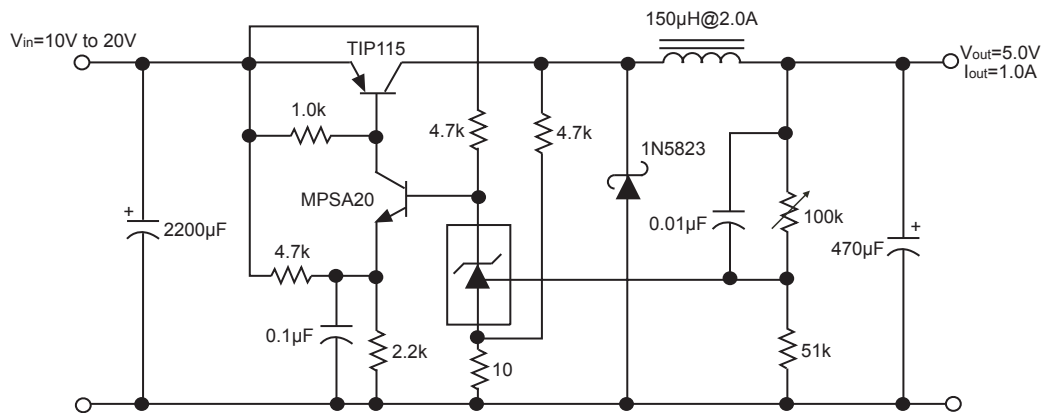 150µH@2.0A
Vin=10V to 20V
TIP115
Vout=5.0V
Iout=1.0A
1.0k
4.7k
4.7k
1N5823
MPSA20
+
2200µF
0.01µF
100k
+
470µF
4.7k
0.1µF
2.2k
10
51k